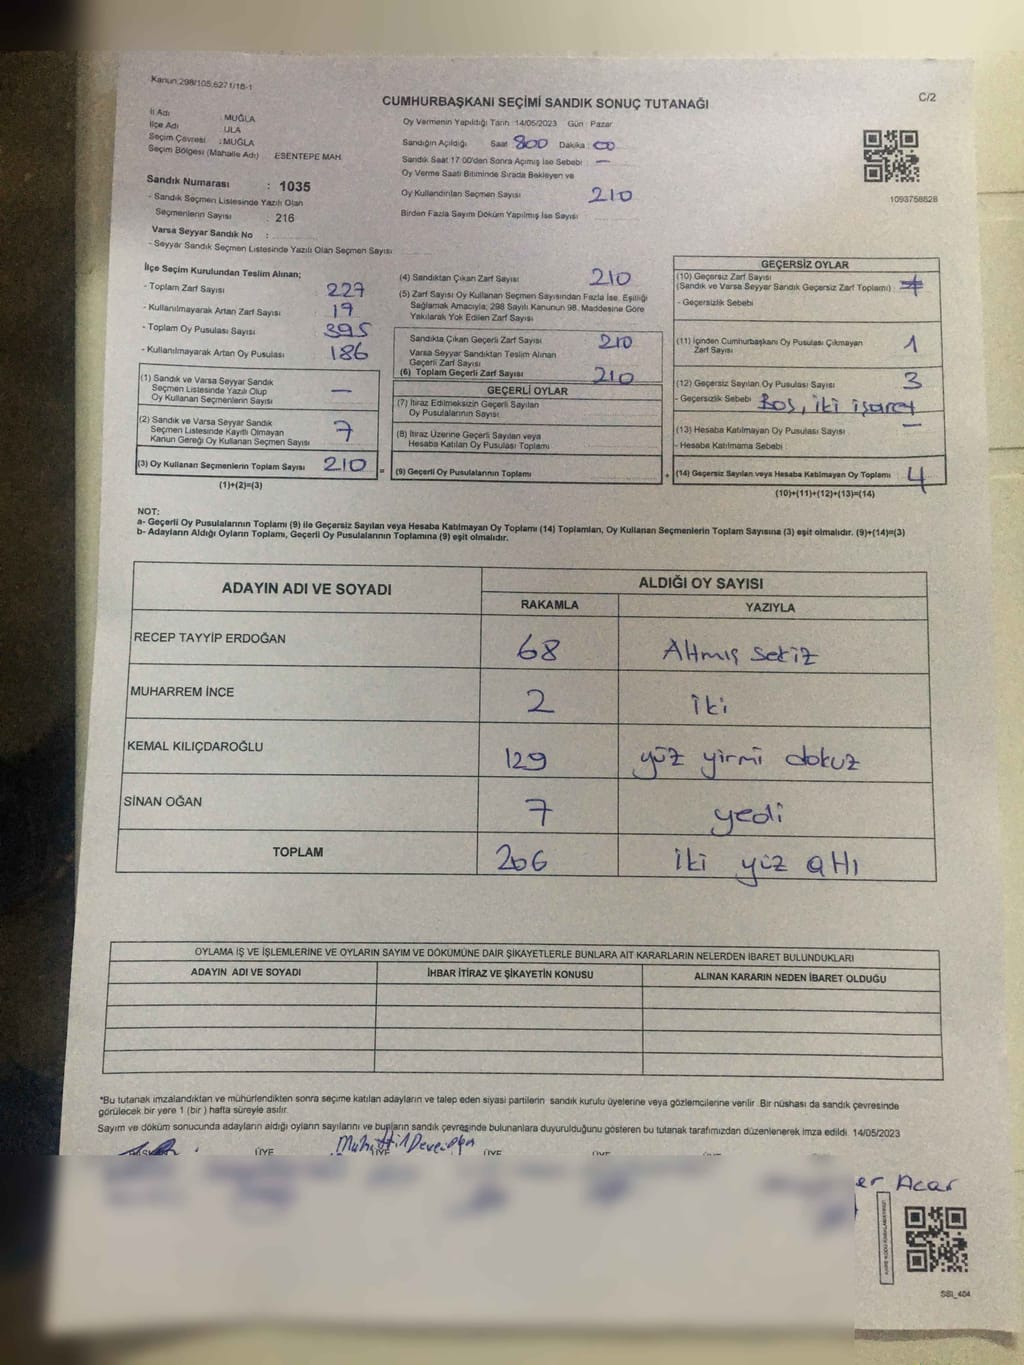 Kanun:298/105;6271/18-1
C/2
CUMHURBAŞKANI SEÇİMİ SANDIK SONUÇ TUTANAĞI
İl Adı : MUĞLA
İlçe Adı : ULA
Seçim Çevresi : MUĞLA
Seçim Bölgesi (Mahalle Adı) : ESENTEPE MAH.
Sandık Numarası : 1035
- Sandık Seçmen Listesinde Yazılı Olan
Seçmenlerin Sayısı : 216
Varsa Seyyar Sandık No :
- Seyyar Sandık Seçmen Listesinde Yazılı Olan Seçmen Sayısı
Oy Vermenin Yapıldığı Tarih :14/05/2023 Gün : Pazar
Sandığın Açıldığı Saat 800 Dakika : 00
Sandık Saat 17.00'den Sonra Açılmış İse Sebebi : —
Oy Verme Saati Bitiminde Sırada Bekleyen ve
Oy Kullandırılan Seçmen Sayısı 210
Birden Fazla Sayım Döküm Yapılmış İse Sayısı
1093758828
İlçe Seçim Kurulundan Teslim Alınan;
- Toplam Zarf Sayısı : 227
- Kullanılmayarak Artan Zarf Sayısı : 17
- Toplam Oy Pusulası Sayısı : 395
- Kullanılmayarak Artan Oy Pusulası : 186
(1) Sandık ve Varsa Seyyar Sandık
Seçmen Listesinde Yazılı Olup
Oy Kullanan Seçmenlerin Sayısı —
(2) Sandık ve Varsa Seyyar Sandık
Seçmen Listesinde Kayıtlı Olmayan
Kanun Gereği Oy Kullanan Seçmen Sayısı 7
(3) Oy Kullanan Seçmenlerin Toplam Sayısı 210 =
(1)+(2)=(3)
(4) Sandıktan Çıkan Zarf Sayısı 210
(5) Zarf Sayısı Oy Kullanan Seçmen Sayısından Fazla İse, Eşitliği
Sağlamak Amacıyla; 298 Sayılı Kanunun 98. Maddesine Göre
Yakılarak Yok Edilen Zarf Sayısı
Sandıkta Çıkan Geçerli Zarf Sayısı 210
Varsa Seyyar Sandıktan Teslim Alınan
Geçerli Zarf Sayısı
(6) Toplam Geçerli Zarf Sayısı 210
GEÇERLİ OYLAR
(7) İtiraz Edilmeksizin Geçerli Sayılan
Oy Pusulalarının Sayısı
(8) İtiraz Üzerine Geçerli Sayılan veya
Hesaba Katılan Oy Pusulası Toplamı
(9) Geçerli Oy Pusulalarının Toplamı +
GEÇERSİZ OYLAR
(10) Geçersiz Zarf Sayısı
(Sandık ve Varsa Seyyar Sandık Geçersiz Zarf Toplamı)
- Geçersizlik Sebebi
(11) İçinden Cumhurbaşkanı Oy Pusulası Çıkmayan
Zarf Sayısı 1
(12) Geçersiz Sayılan Oy Pusulası Sayısı 3
- Geçersizlik Sebebi Boş, iki işaret
(13) Hesaba Katılmayan Oy Pusulası Sayısı —
- Hesaba Katılmama Sebebi
(14) Geçersiz Sayılan veya Hesaba Katılmayan Oy Toplamı 4
(10)+(11)+(12)+(13)=(14)
NOT:
a- Geçerli Oy Pusulalarının Toplamı (9) ile Geçersiz Sayılan veya Hesaba Katılmayan Oy Toplamı (14) Toplamları, Oy Kullanan Seçmenlerin Toplam Sayısına (3) eşit olmalıdır. (9)+(14)=(3)
b- Adayların Aldığı Oyların Toplamı, Geçerli Oy Pusulalarının Toplamına (9) eşit olmalıdır.
ADAYIN ADI VE SOYADI ALDIĞI OY SAYISI
RAKAMLA YAZIYLA
RECEP TAYYİP ERDOĞAN 68 Altmış sekiz
MUHARREM İNCE 2 iki
KEMAL KILIÇDAROĞLU 129 yüz yirmi dokuz
SİNAN OĞAN 7 yedi
TOPLAM 206 iki yüz altı
OYLAMA İŞ VE İŞLEMLERİNE VE OYLARIN SAYIM VE DÖKÜMÜNE DAİR ŞİKAYETLERLE BUNLARA AİT KARARLARIN NELERDEN İBARET BULUNDUKLARI
ADAYIN ADI VE SOYADI İHBAR İTİRAZ VE ŞİKAYETİN KONUSU ALINAN KARARIN NEDEN İBARET OLDUĞU
*Bu tutanak imzalandıktan ve mühürlendikten sonra seçime katılan adayların ve talep eden siyasi partilerin sandık kurulu üyelerine veya gözlemcilerine verilir. Bir nüshası da sandık çevresinde
görülecek bir yere 1 (bir ) hafta süreyle asılır.
Sayım ve döküm sonucunda adayların aldığı oyların sayılarını ve bunların sandık çevresinde bulunanlara duyurulduğunu gösteren bu tutanak tarafımızdan düzenlenerek imza edildi. 14/05/2023
ÜYE ÜYE ÜYE ÜYE
er Acar
SSI_404